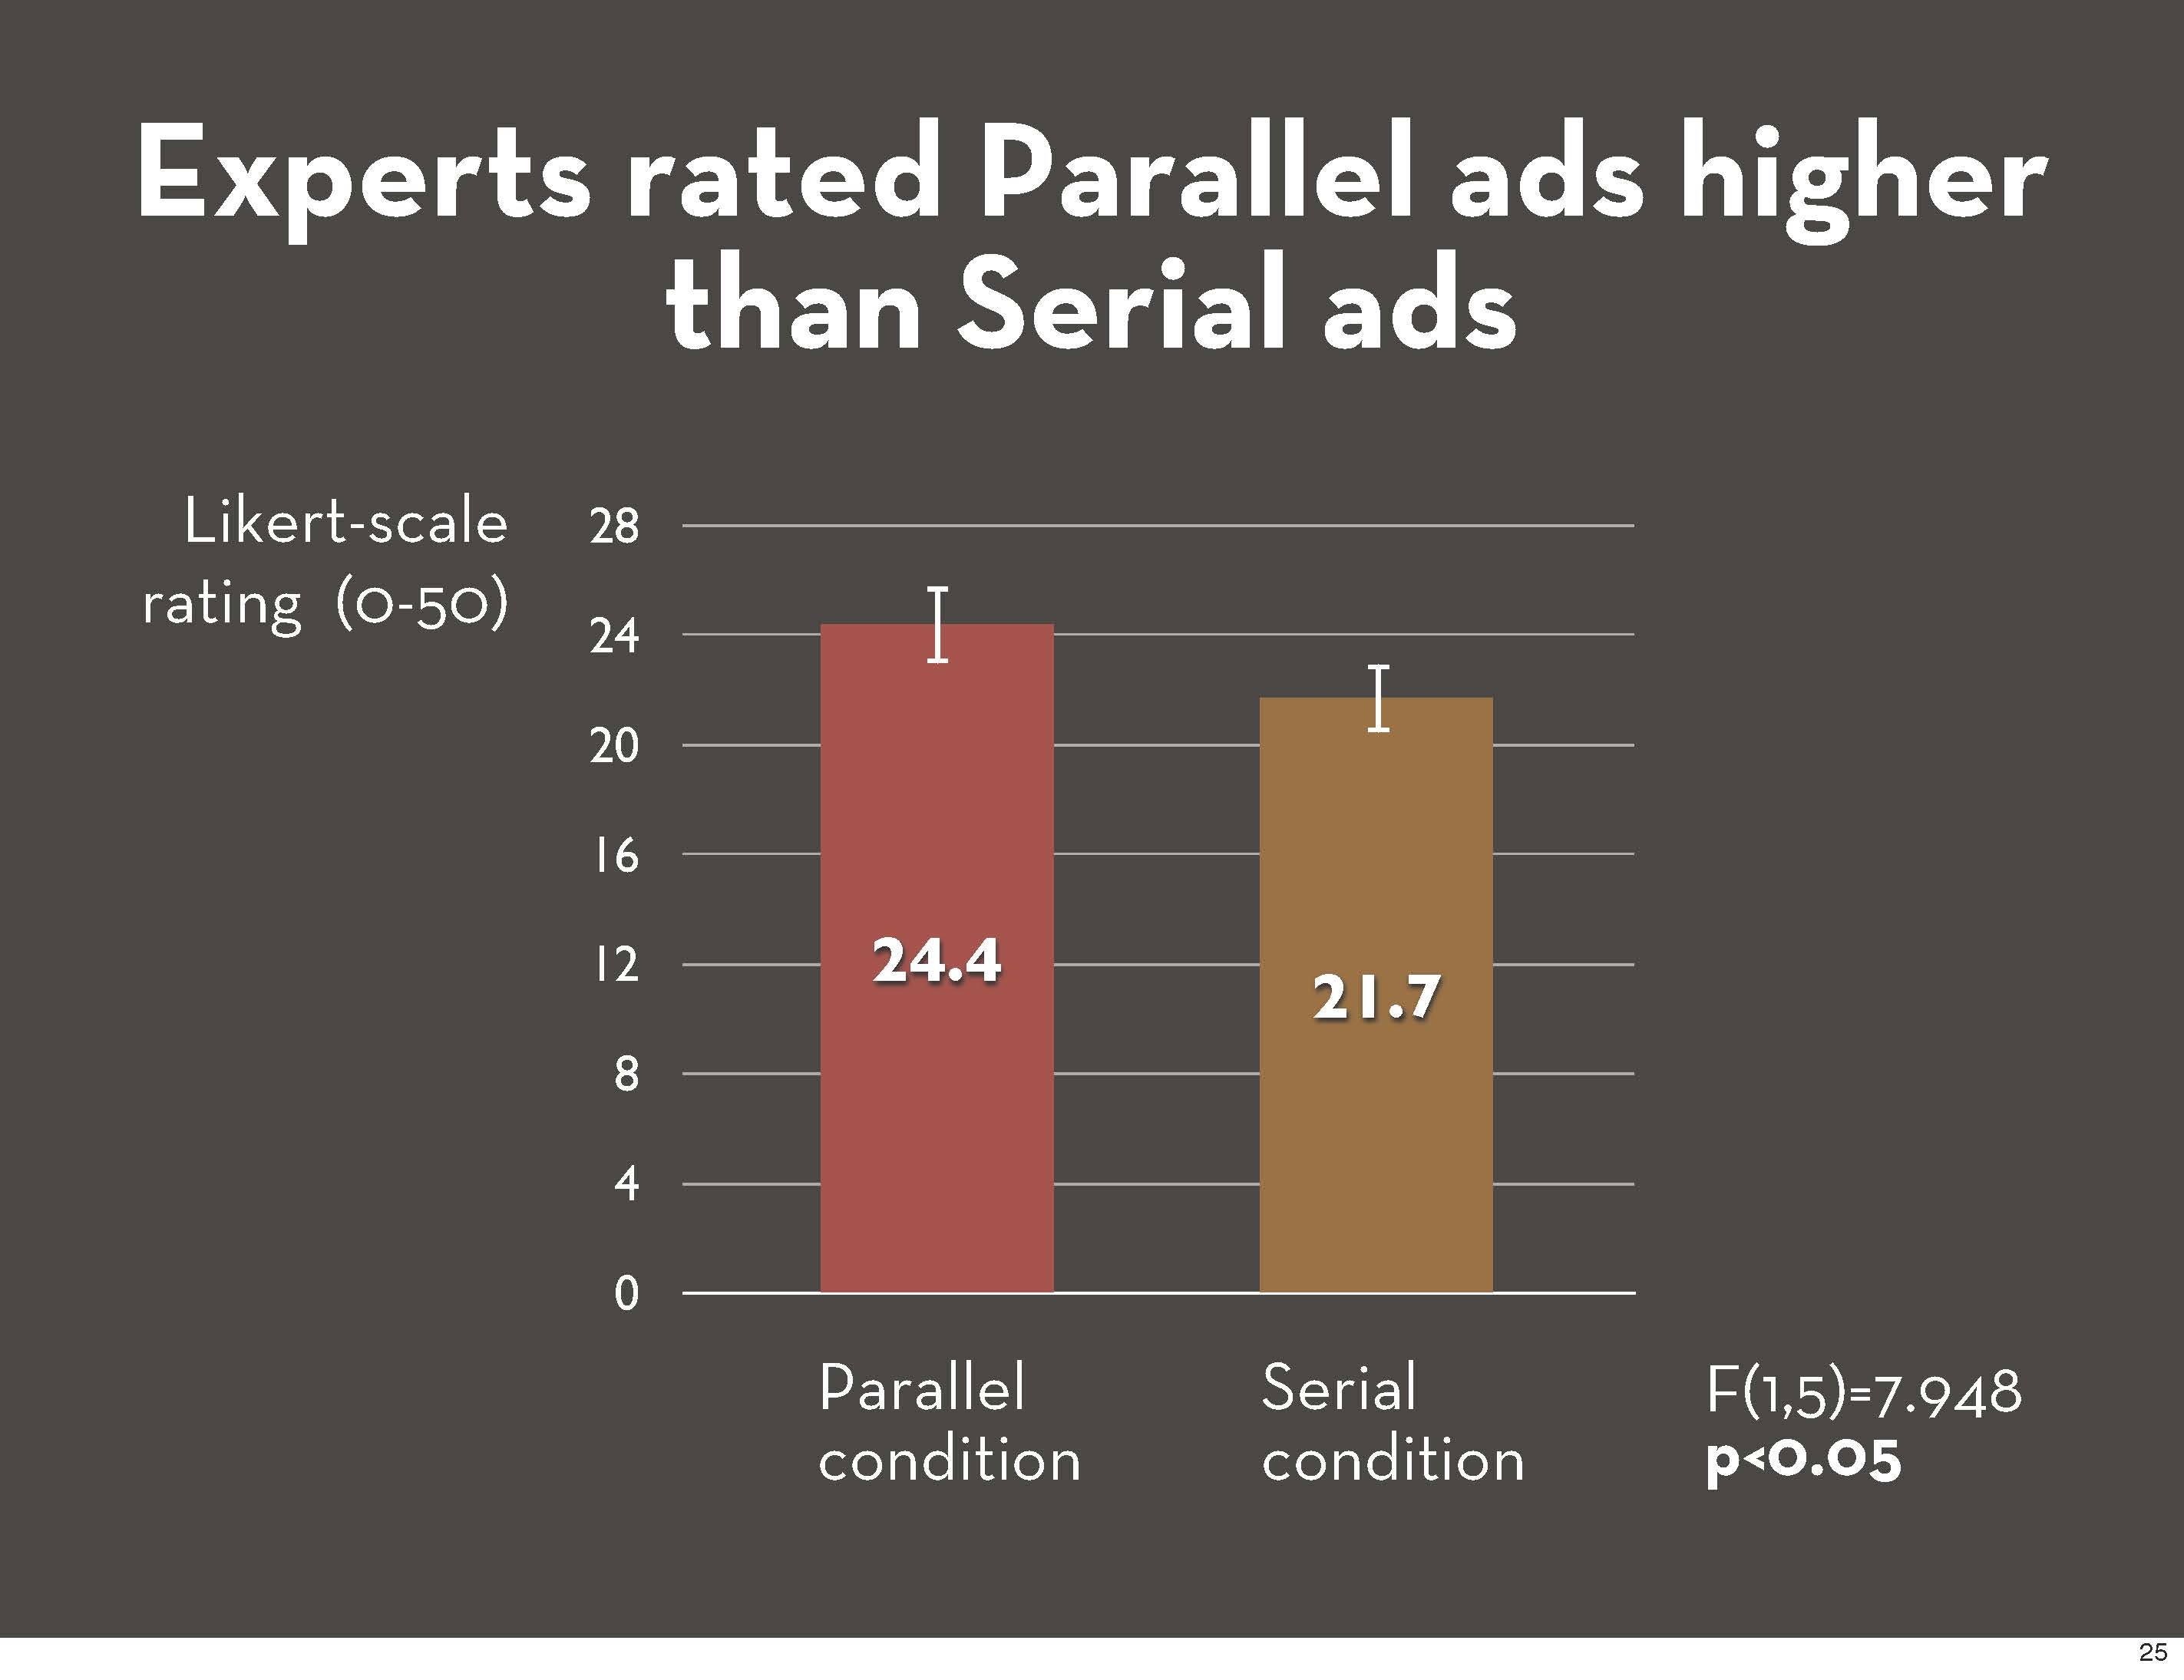 Experts rated Parallel ads higher
than Serial ads
Likert-scale
rating (0-50)
28
24
20
16
12
8
4
0
24.4
21.7
Parallel
condition
Serial
condition
F(1,5)=7.948
p<0.05
25